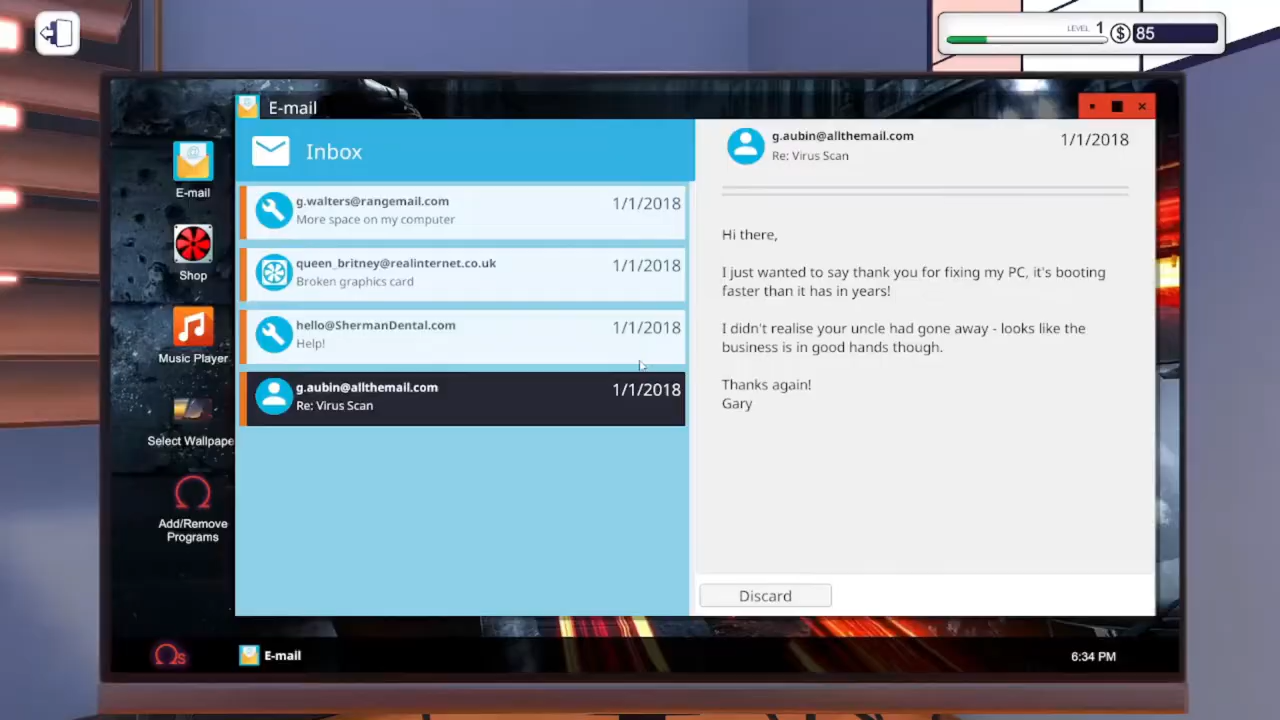 LEVEL 1
$ 85
E-mail
Inbox
g.walters@rangemail.com
1/1/2018
More space on my computer
queen_britney@realinternet.co.uk
1/1/2018
Broken graphics card
hello@ShermanDental.com
1/1/2018
Help!
g.aubin@allthemail.com
1/1/2018
Re: Virus Scan
g.aubin@allthemail.com
1/1/2018
Re: Virus Scan
Hi there,
I just wanted to say thank you for fixing my PC, it's booting
faster than it has in years!
I didn't realise your uncle had gone away - looks like the
business is in good hands though.
Thanks again!
Gary
Discard
E-mail
Shop
Music Player
Select Wallpape
Add/Remove
Programs
Ωs
E-mail
6:34 PM